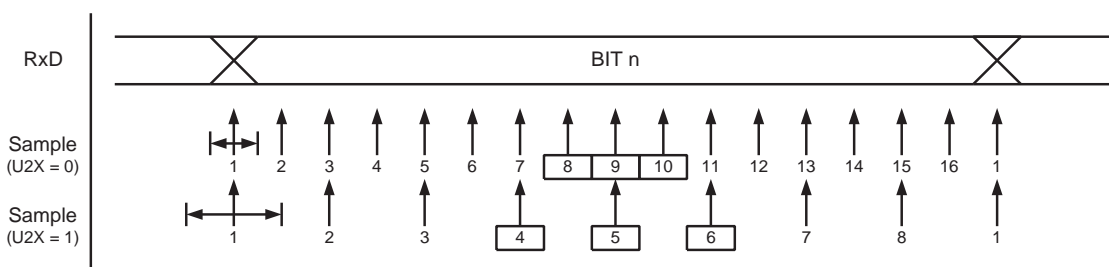 RxD
BIT n
Sample
(U2X = 0)
1 2 3 4 5 6 7 8 9 10 11 12 13 14 15 16 1
Sample
(U2X = 1)
1 2 3 4 5 6 7 8 1